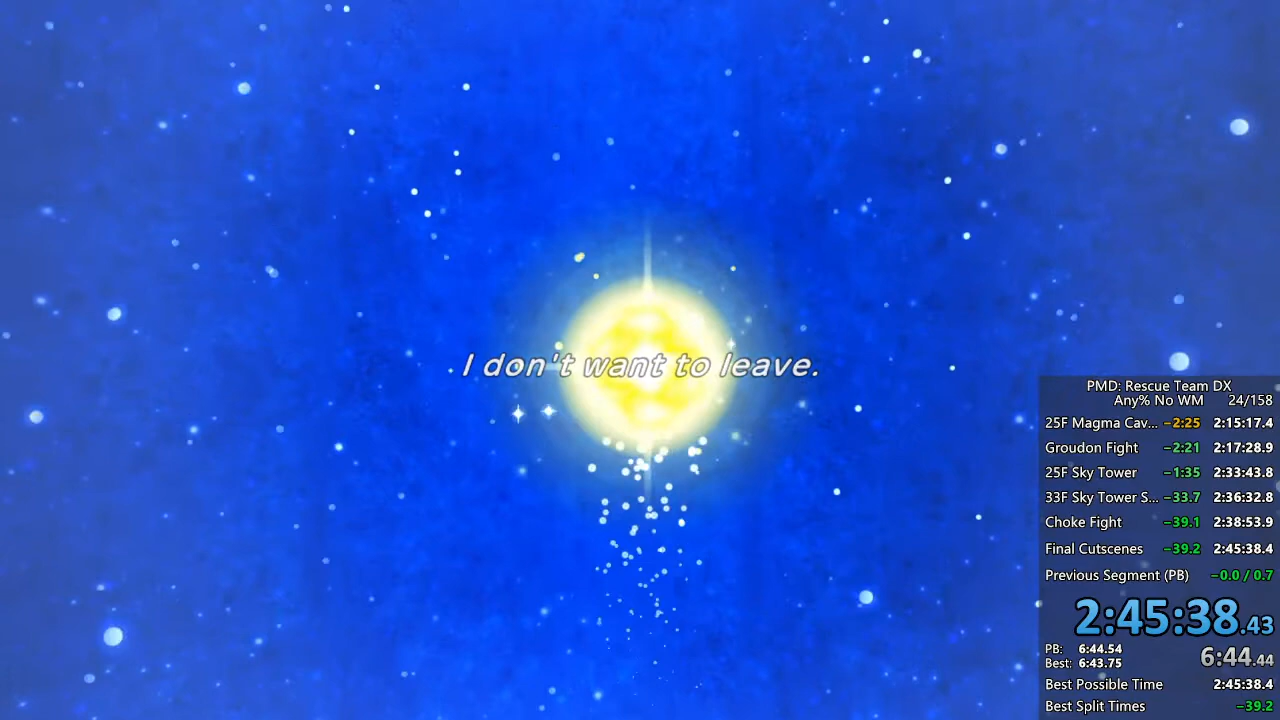 I don't want to leave.
PMD: Rescue Team DX
Any% No WM 24/158
25F Magma Cav... −2:25 2:15:17.4
Groudon Fight −2:21 2:17:28.9
25F Sky Tower −1:35 2:33:43.8
33F Sky Tower S... −33.7 2:36:32.8
Choke Fight −39.1 2:38:53.9
Final Cutscenes −39.2 2:45:38.4
Previous Segment (PB) −0.0 / 0.7
2:45:38.43
PB: 6:44.54
Best: 6:43.75
6:44.44
Best Possible Time 2:45:38.4
Best Split Times −39.2